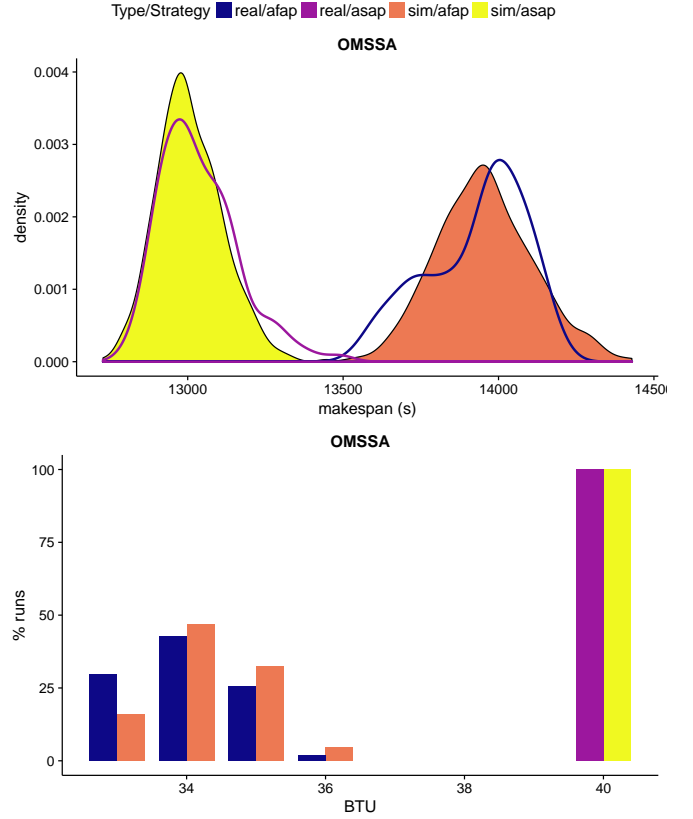 Type/Strategy real/afap real/asap sim/afap sim/asap
OMSSA
0.004
0.003
0.002
0.001
0.000
density
13000 13500 14000 1450
makespan (s)
OMSSA
100
75
50
25
0
% runs
34 36 38 40
BTU